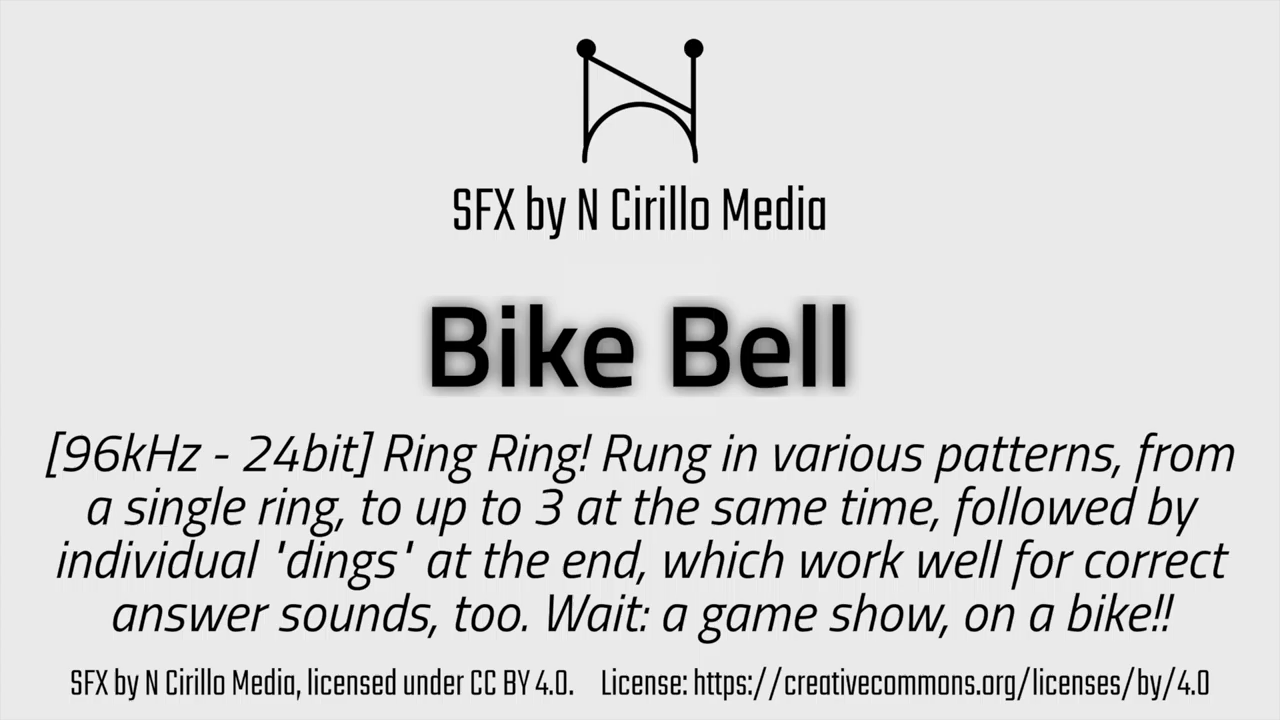 SFX by N Cirillo Media
Bike Bell
[96kHz - 24bit] Ring Ring! Rung in various patterns, from
a single ring, to up to 3 at the same time, followed by
individual 'dings' at the end, which work well for correct
answer sounds, too. Wait: a game show, on a bike!!
SFX by N Cirillo Media, licensed under CC BY 4.0. License: https://creativecommons.org/licenses/by/4.0